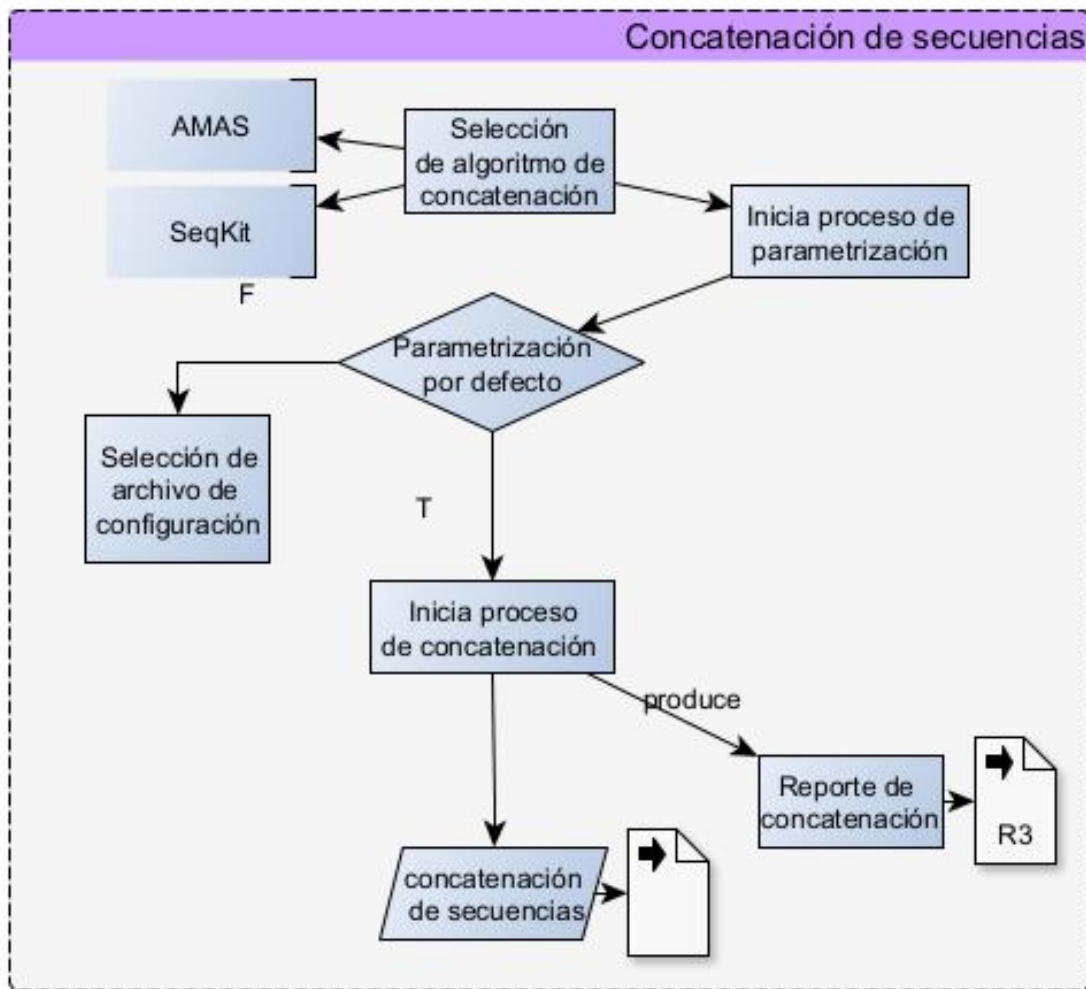 Concatenación de secuencias
AMAS
Selección
de algoritmo de
concatenación
SeqKit
Inicia proceso de
parametrización
F
Parametrización
por defecto
Selección de
archivo de
configuración
T
Inicia proceso
de concatenación
produce
Reporte de
concatenación
R3
concatenación
de secuencias